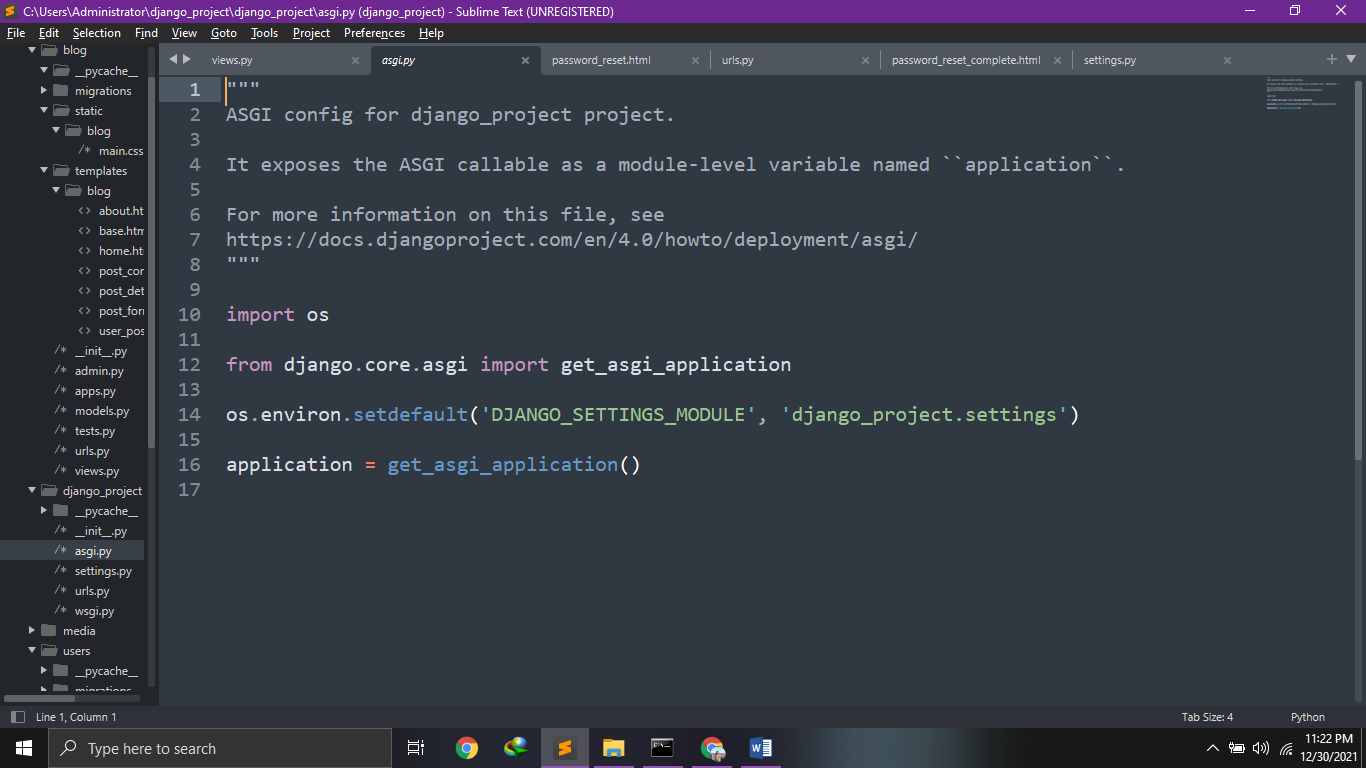 C:\Users\Administrator\django_project\django_project\asgi.py (django_project) - Sublime Text (UNREGISTERED)
File Edit Selection Find View Goto Tools Project Preferences Help
blog
__pycache__
migrations
static
blog
/* main.css
templates
blog
<> about.ht
<> base.htm
<> home.ht
<> post_cor
<> post_det
<> post_forr
<> user_pos
/* __init__.py
/* admin.py
/* apps.py
/* models.py
/* tests.py
/* urls.py
/* views.py
django_project
__pycache__
/* __init__.py
/* asgi.py
/* settings.py
/* urls.py
/* wsgi.py
media
users
__pycache__
migrations
views.py asgi.py password_reset.html urls.py password_reset_complete.html settings.py
1 """
2 ASGI config for django_project project.
3
4 It exposes the ASGI callable as a module-level variable named ``application``.
5
6 For more information on this file, see
7 https://docs.djangoproject.com/en/4.0/howto/deployment/asgi/
8 """
9
10 import os
11
12 from django.core.asgi import get_asgi_application
13
14 os.environ.setdefault('DJANGO_SETTINGS_MODULE', 'django_project.settings')
15
16 application = get_asgi_application()
17
Line 1, Column 1 Tab Size: 4 Python
Type here to search
11:22 PM
12/30/2021